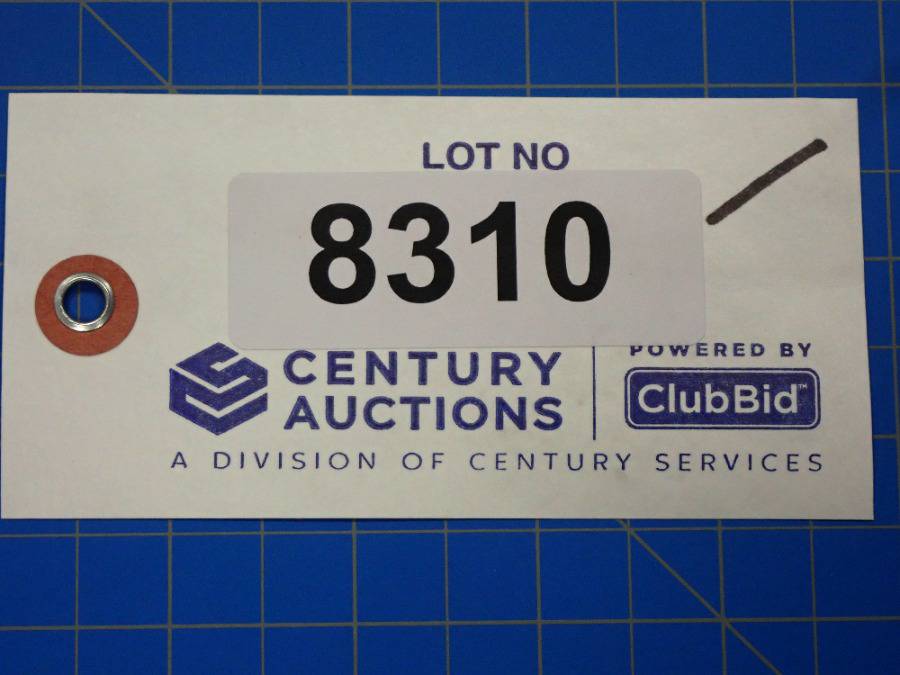 LOT NO
8310
CENTURY
AUCTIONS
POWERED BY
ClubBid™
A DIVISION OF CENTURY SERVICES